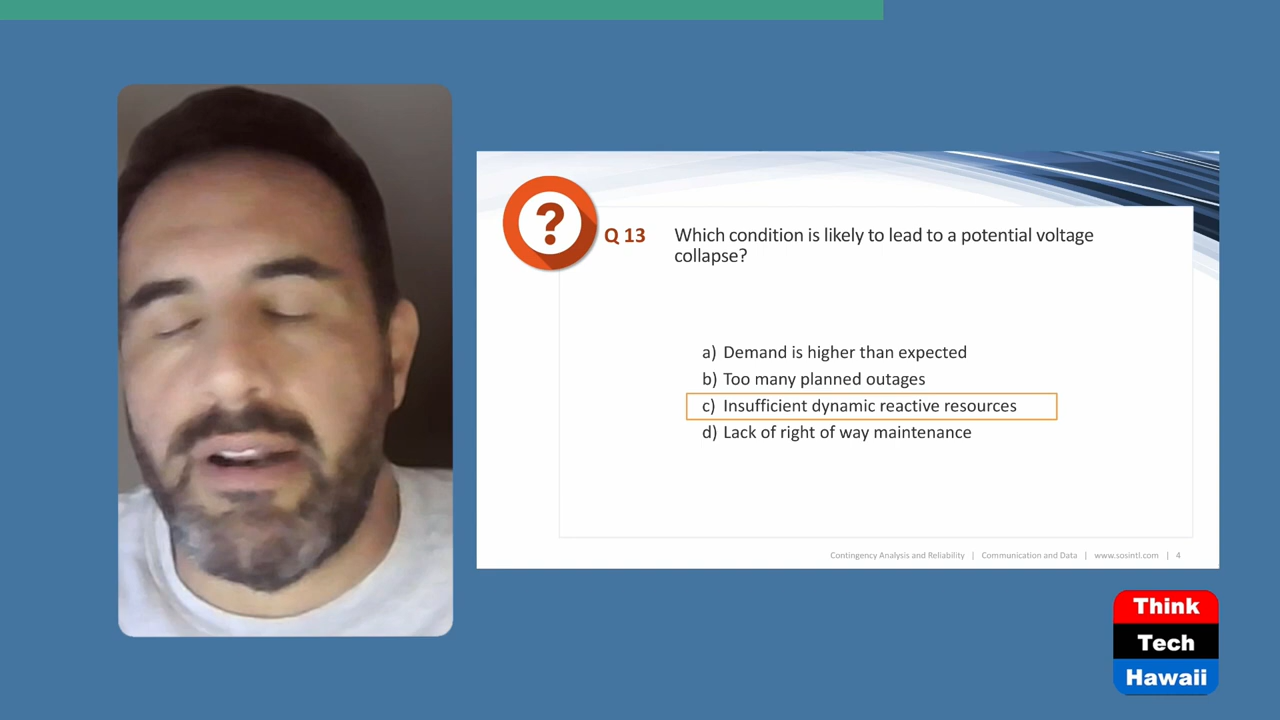 ?
Q 13
Which condition is likely to lead to a potential voltage
collapse?
a) Demand is higher than expected
b) Too many planned outages
c) Insufficient dynamic reactive resources
d) Lack of right of way maintenance
Contingency Analysis and Reliability | Communication and Data | www.sosintl.com | 4
Think
Tech
Hawaii